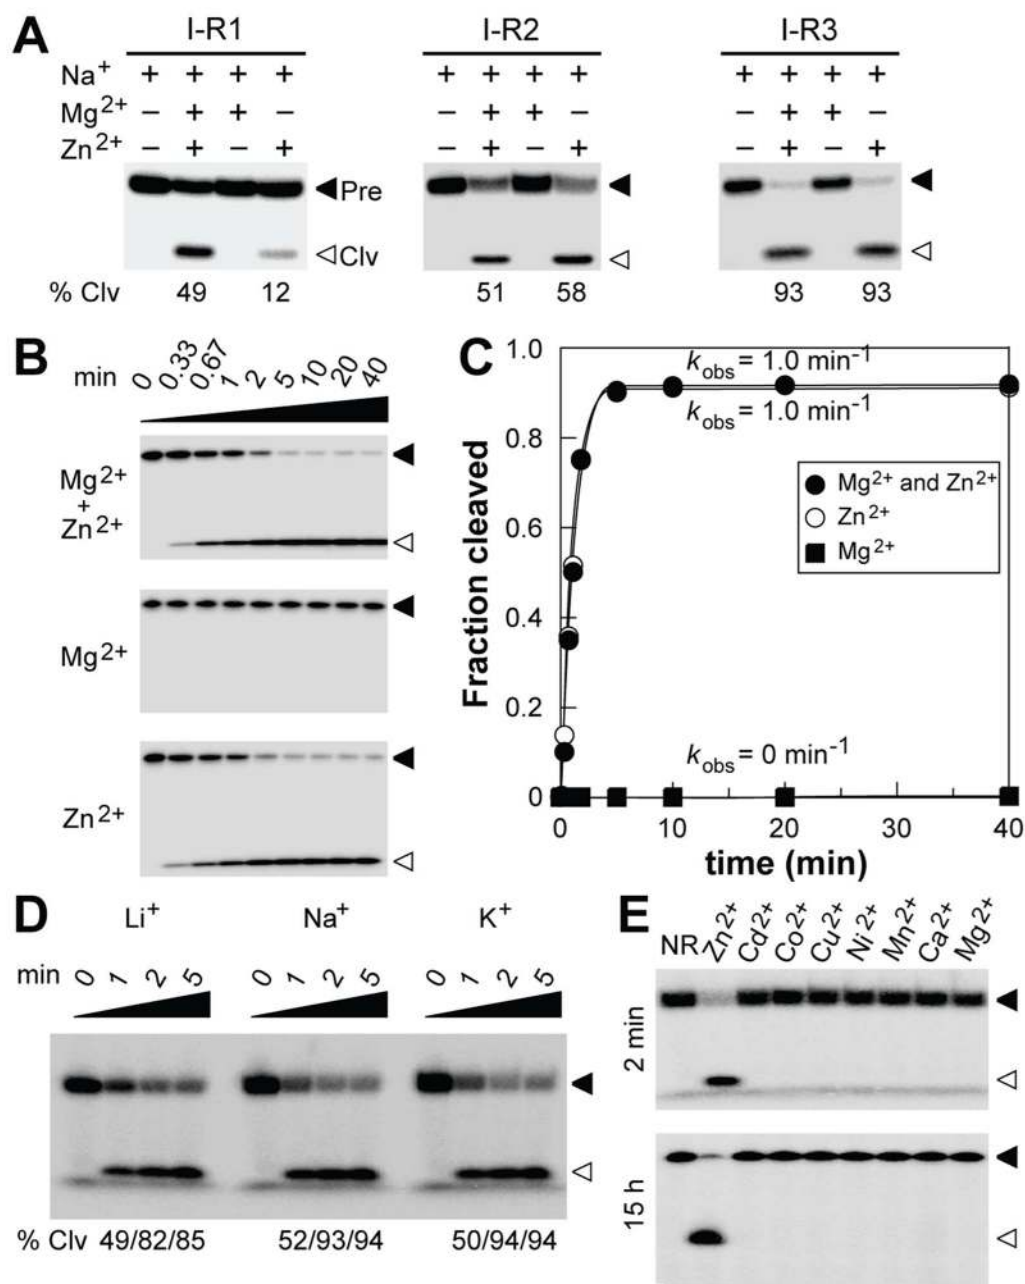 A
I-R1 I-R2 I-R3
Na+ + + + + + + + + + + + +
Mg2+ − + + − − + + − − + + −
Zn2+ − + − + − + − + − + − +
Pre
Clv
% Clv 49 12 51 58 93 93
B
min 0 0.33 0.67 1 2 5 10 20 40
Mg2+
+
Zn2+
Mg2+
Zn2+
C
1.0
0.8
0.6
0.4
0.2
0
Fraction cleaved
kobs = 1.0 min−1
kobs = 1.0 min−1
Mg2+ and Zn2+
Zn2+
Mg2+
kobs = 0 min−1
0 10 20 30 40
time (min)
D
Li+ Na+ K+
min 0 1 2 5 0 1 2 5 0 1 2 5
% Clv 49/82/85 52/93/94 50/94/94
E
NR Zn2+ Cd2+ Co2+ Cu2+ Ni2+ Mn2+ Ca2+ Mg2+
2 min
15 h